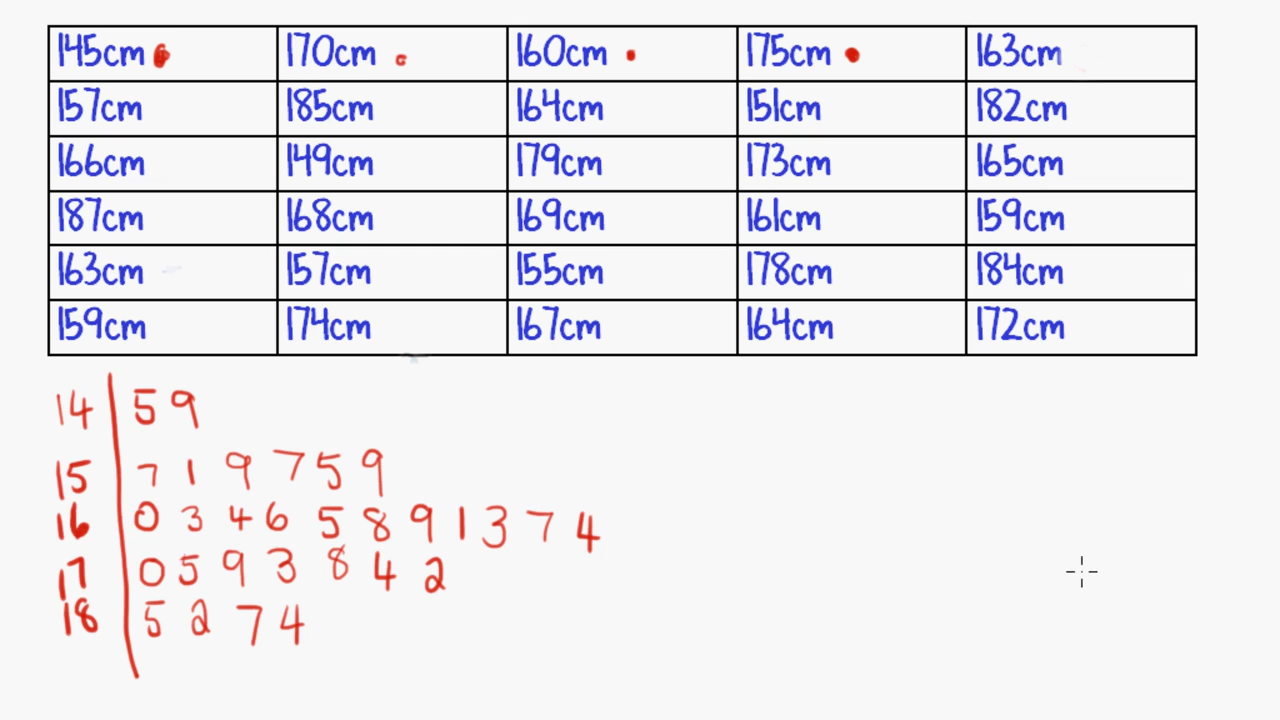 145cm 170cm 160cm 175cm 163cm
157cm 185cm 164cm 151cm 182cm
166cm 149cm 179cm 173cm 165cm
187cm 168cm 169cm 161cm 159cm
163cm 157cm 155cm 178cm 184cm
159cm 174cm 167cm 164cm 172cm
14 5 9
15 7 1 9 7 5 9
16 0 3 4 6 5 8 9 1 3 7 4
17 0 5 9 3 8 4 2
18 5 2 7 4